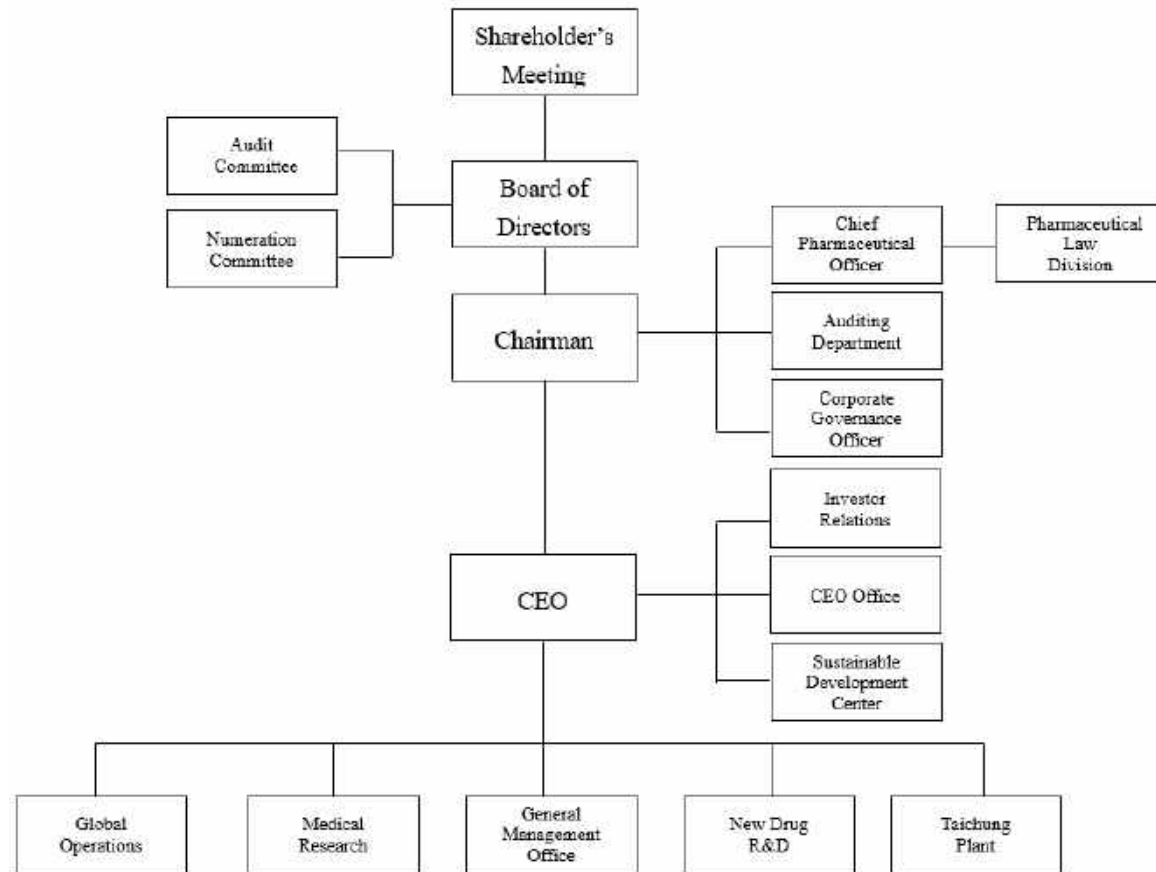 Shareholder's
Meeting
Audit
Committee
Board of
Directors
Numeration
Committee
Chief
Pharmaceutical
Officer
Pharmaceutical
Law
Division
Chairman
Auditing
Department
Corporate
Governance
Officer
Investor
Relations
CEO
CEO Office
Sustainable
Development
Center
Global
Operations
Medical
Research
General
Management
Office
New Drug
R&D
Taichung
Plant